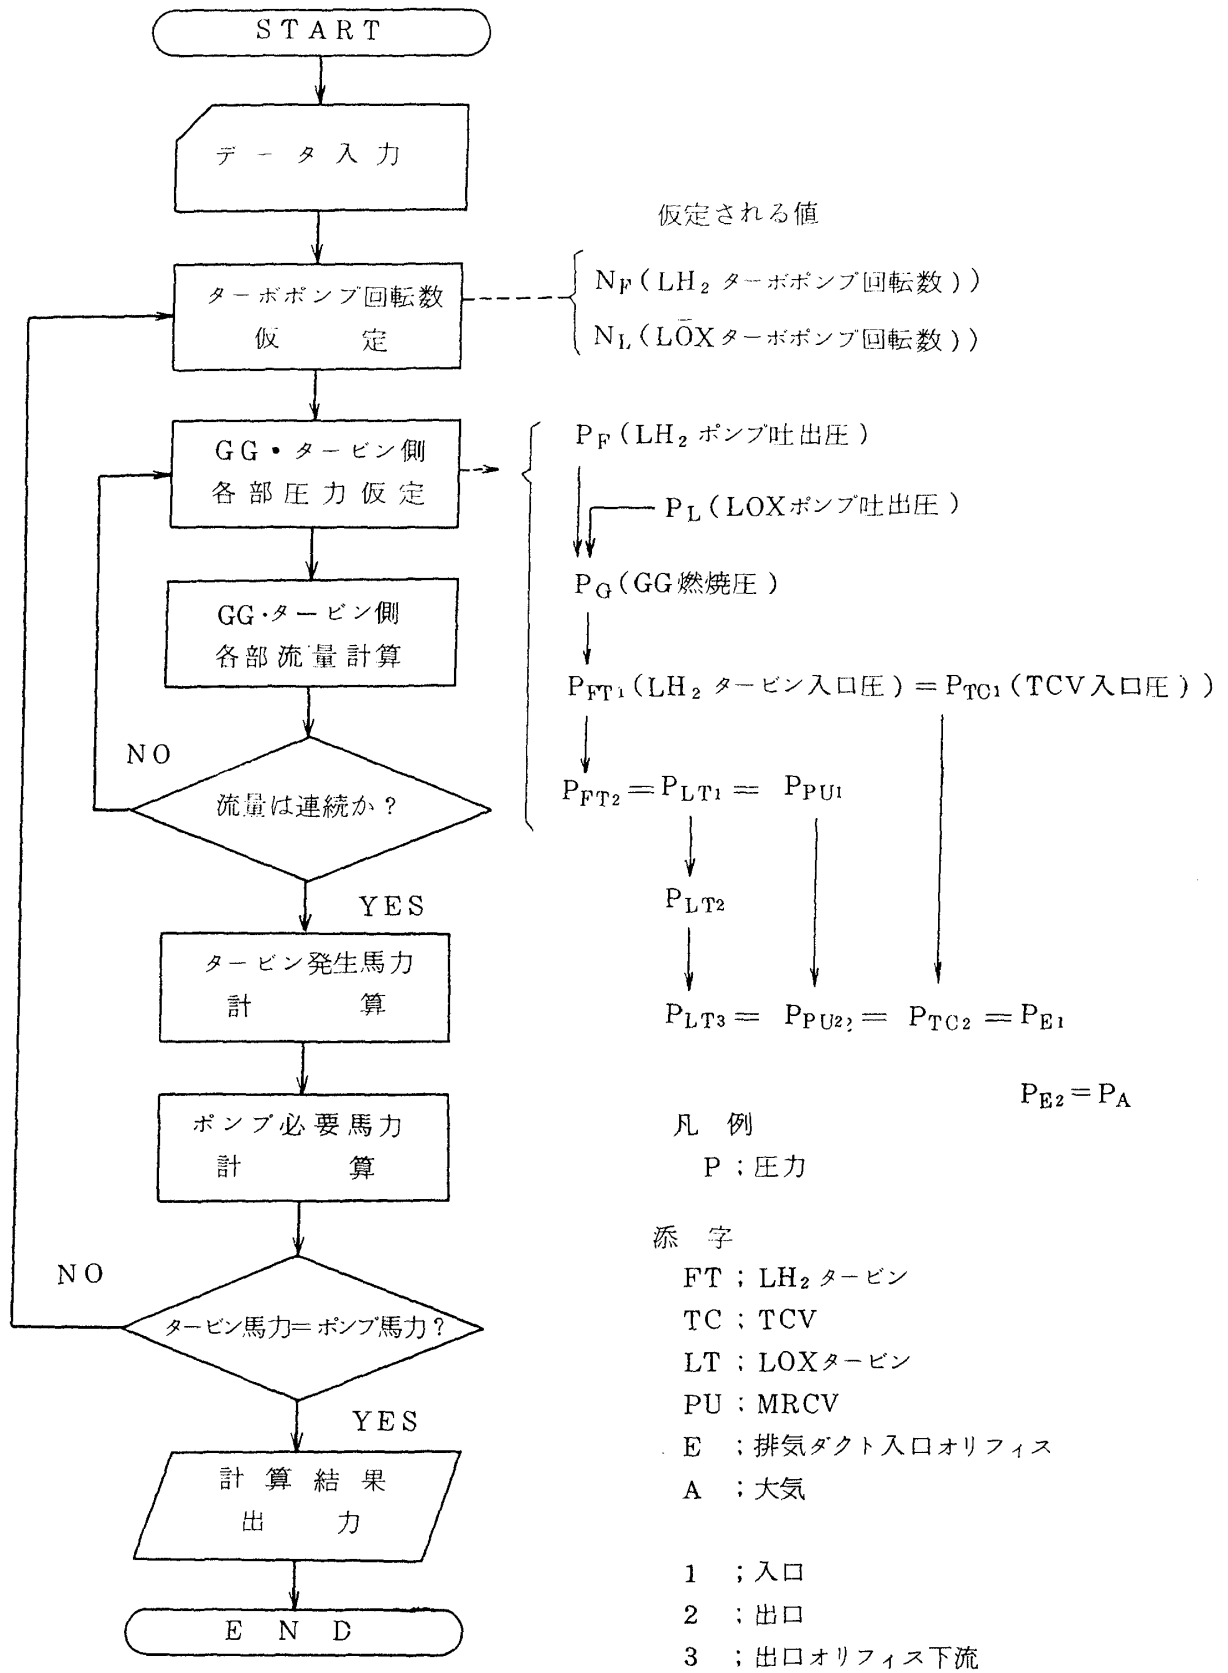 START
データ入力
仮定される値
ターボポンプ回転数
仮定
N_F(LH₂ターボポンプ回転数))
N_L(LŌXターボポンプ回転数))
GG・タービン側
各部圧力仮定
P_F(LH₂ポンプ吐出圧)
P_L(LOXポンプ吐出圧)
P_G(GG燃焼圧)
GG・タービン側
各部流量計算
P_FT1(LH₂タービン入口圧)=P_TC1(TCV入口圧))
NO
流量は連続か?
P_FT2=P_LT1= P_PU1
P_LT2
YES
タービン発生馬力
計算
P_LT3= P_PU2= P_TC2=P_E1
P_E2=P_A
ポンプ必要馬力
計算
凡例
P;圧力
添字
NO
タービン馬力=ポンプ馬力?
YES
FT;LH₂タービン
TC;TCV
LT;LOXタービン
PU;MRCV
E;排気ダクト入口オリフィス
A;大気
計算結果
出力
1;入口
2;出口
3;出口オリフィス下流
END